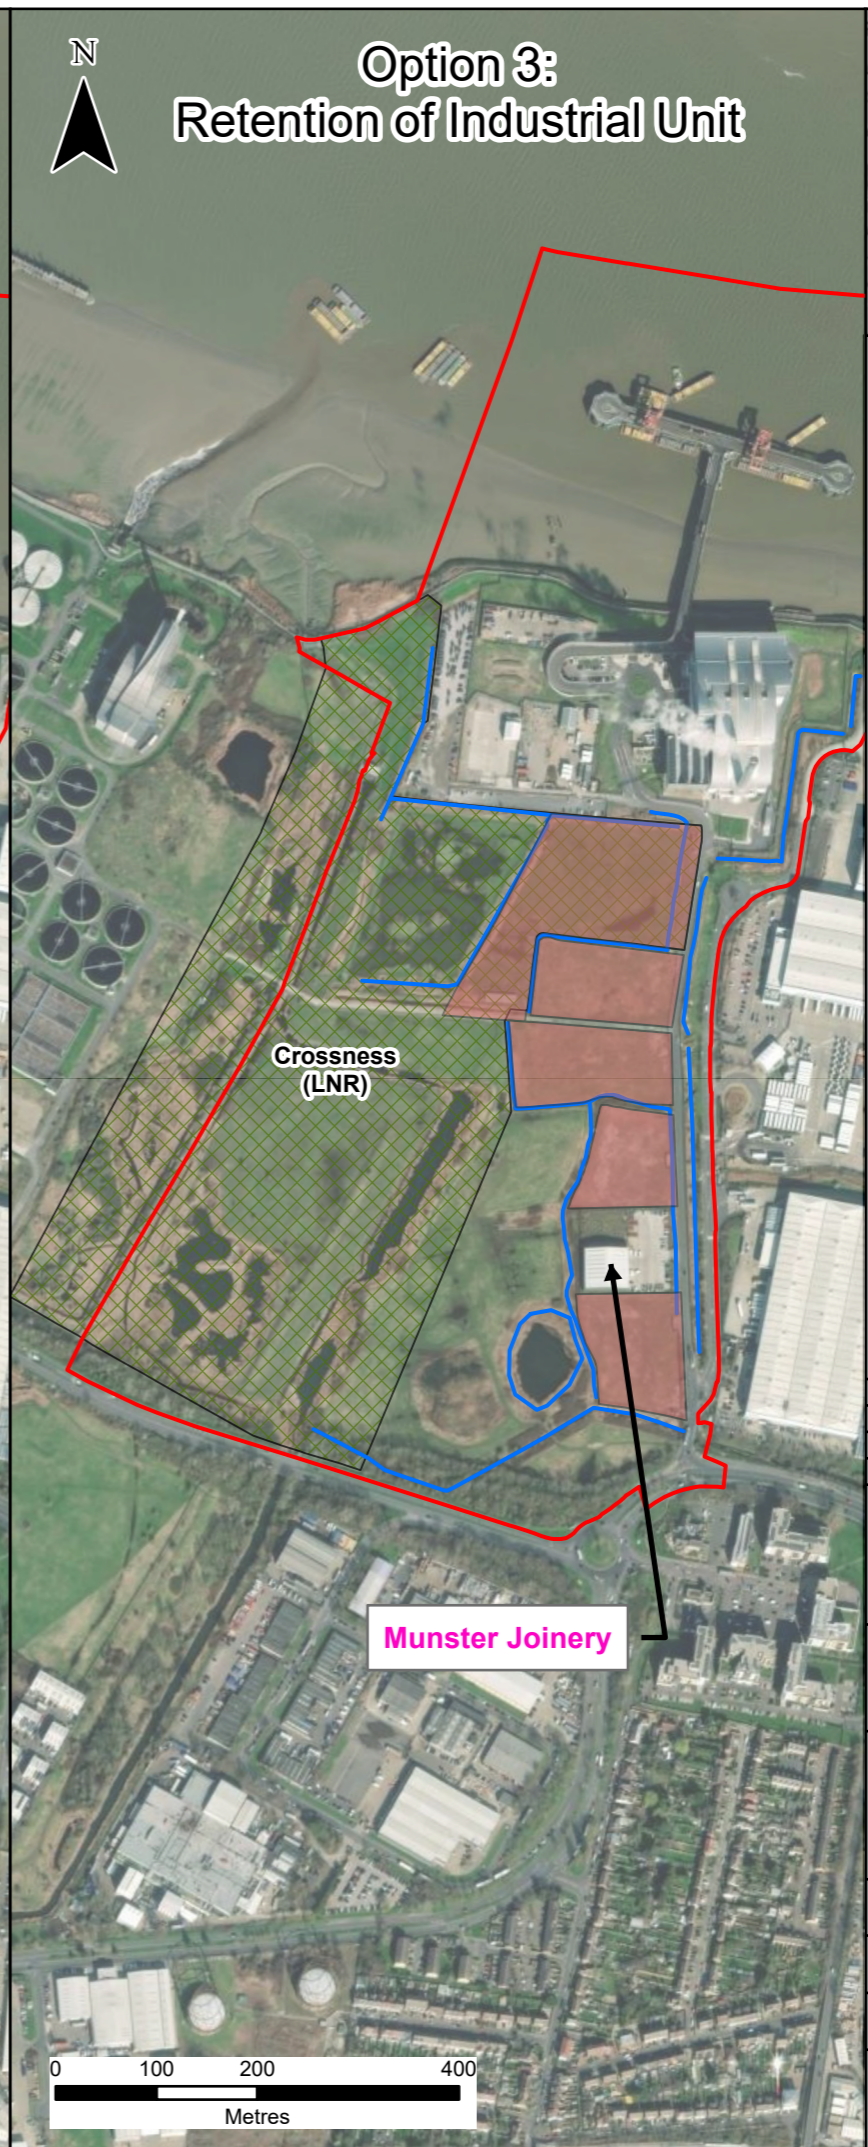 N
Option 3:
Retention of Industrial Unit
Crossness
(LNR)
Munster Joinery
0 100 200 400
Metres